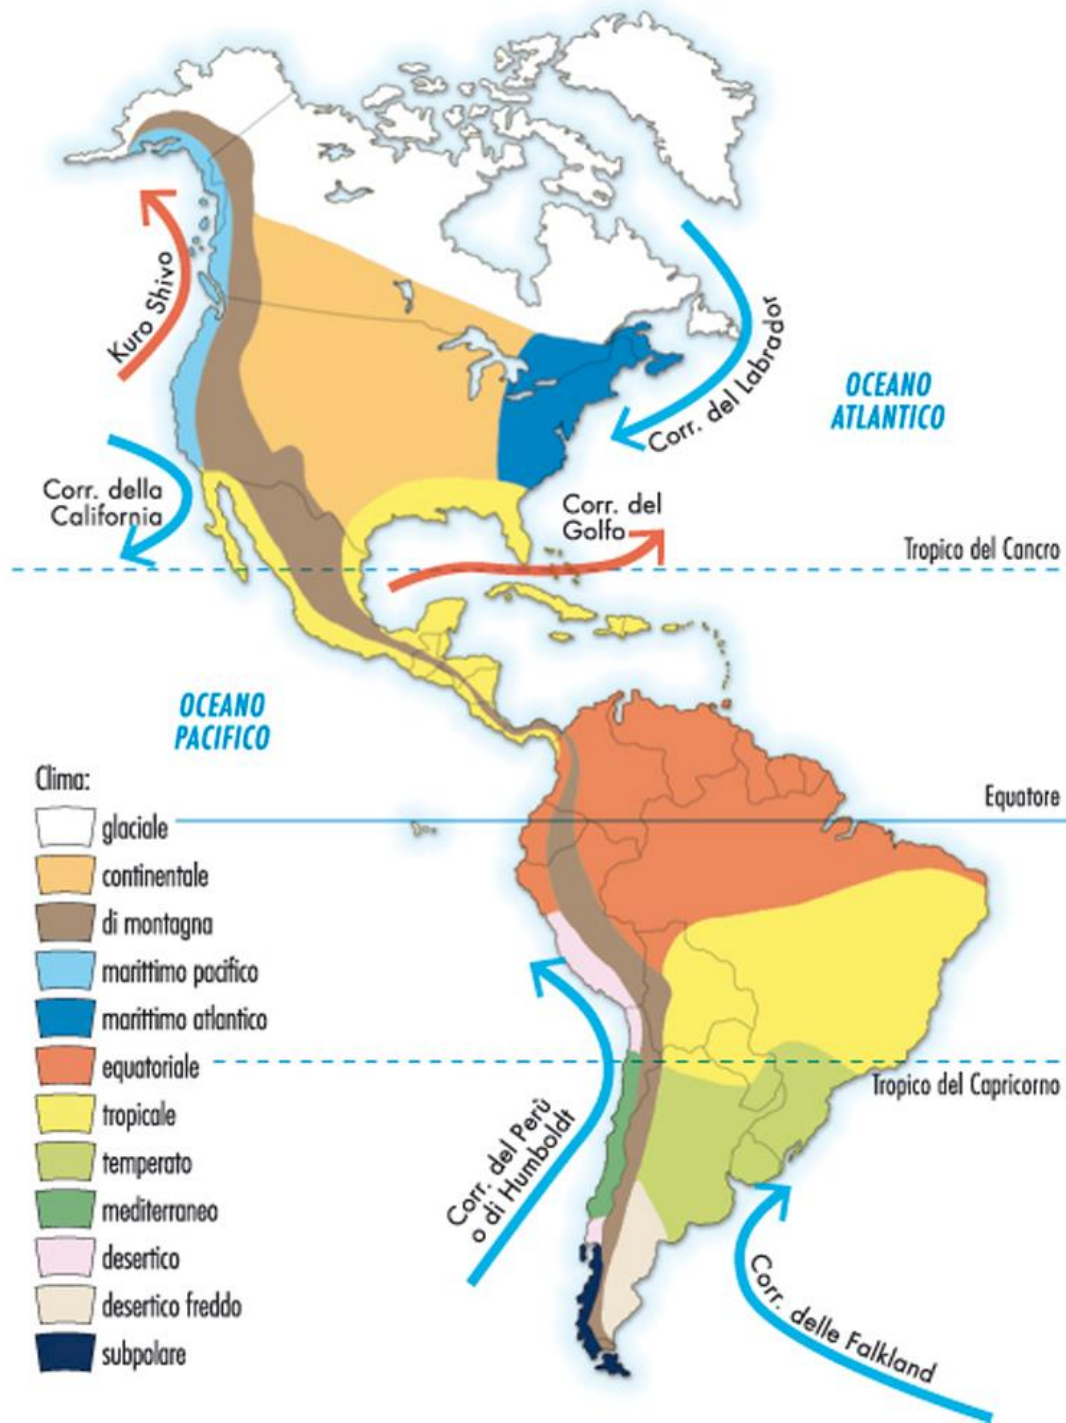 Kuro Shivo
Corr. del Labrador
OCEANO
ATLANTICO
Corr. della
California
Corr. del
Golfo
Tropico del Cancro
OCEANO
PACIFICO
Equatore
Clima:
glaciale
continentale
di montagna
marittimo pacifico
marittimo atlantico
equatoriale
tropicale
temperato
mediterraneo
desertico
desertico freddo
subpolare
Tropico del Capricorno
Corr. del Perù
o di Humboldt
Corr. delle Falkland